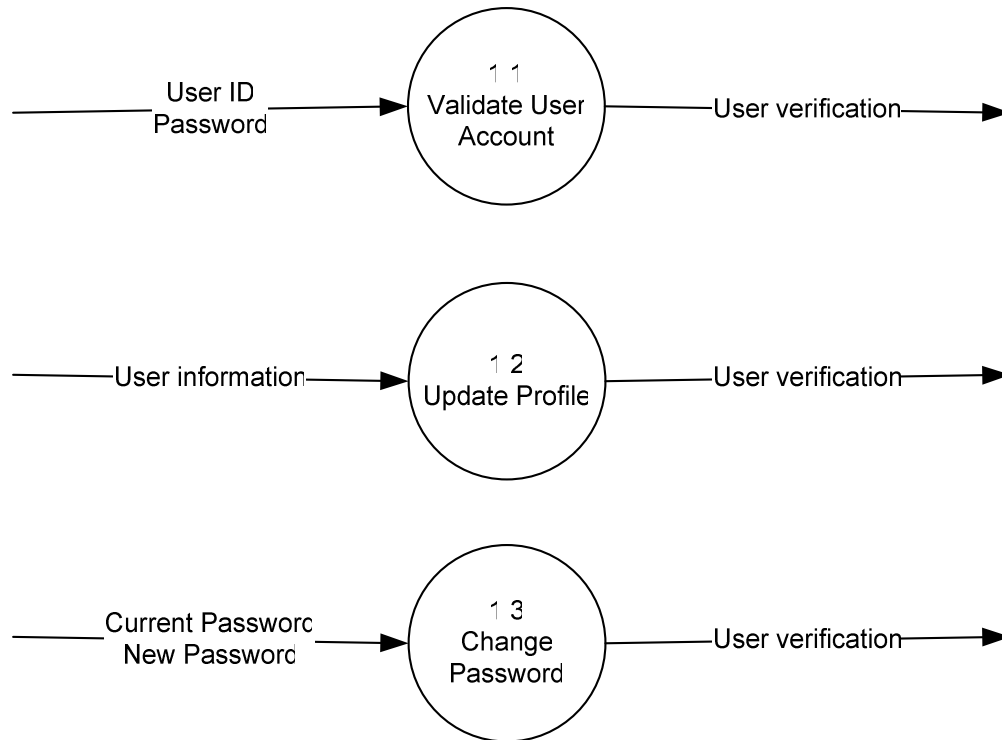 1 1
User ID
Password
Validate User
Account
User verification
1 2
User information
Update Profile
User verification
1 3
Current Password
New Password
Change
Password
User verification